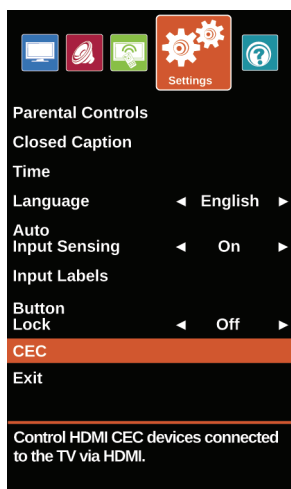 Settings
Parental Controls
Closed Caption
Time
Language ◄ English ►
Auto
Input Sensing ◄ On ►
Input Labels
Button
Lock ◄ Off ►
CEC
Exit
Control HDMI CEC devices connected
to the TV via HDMI.